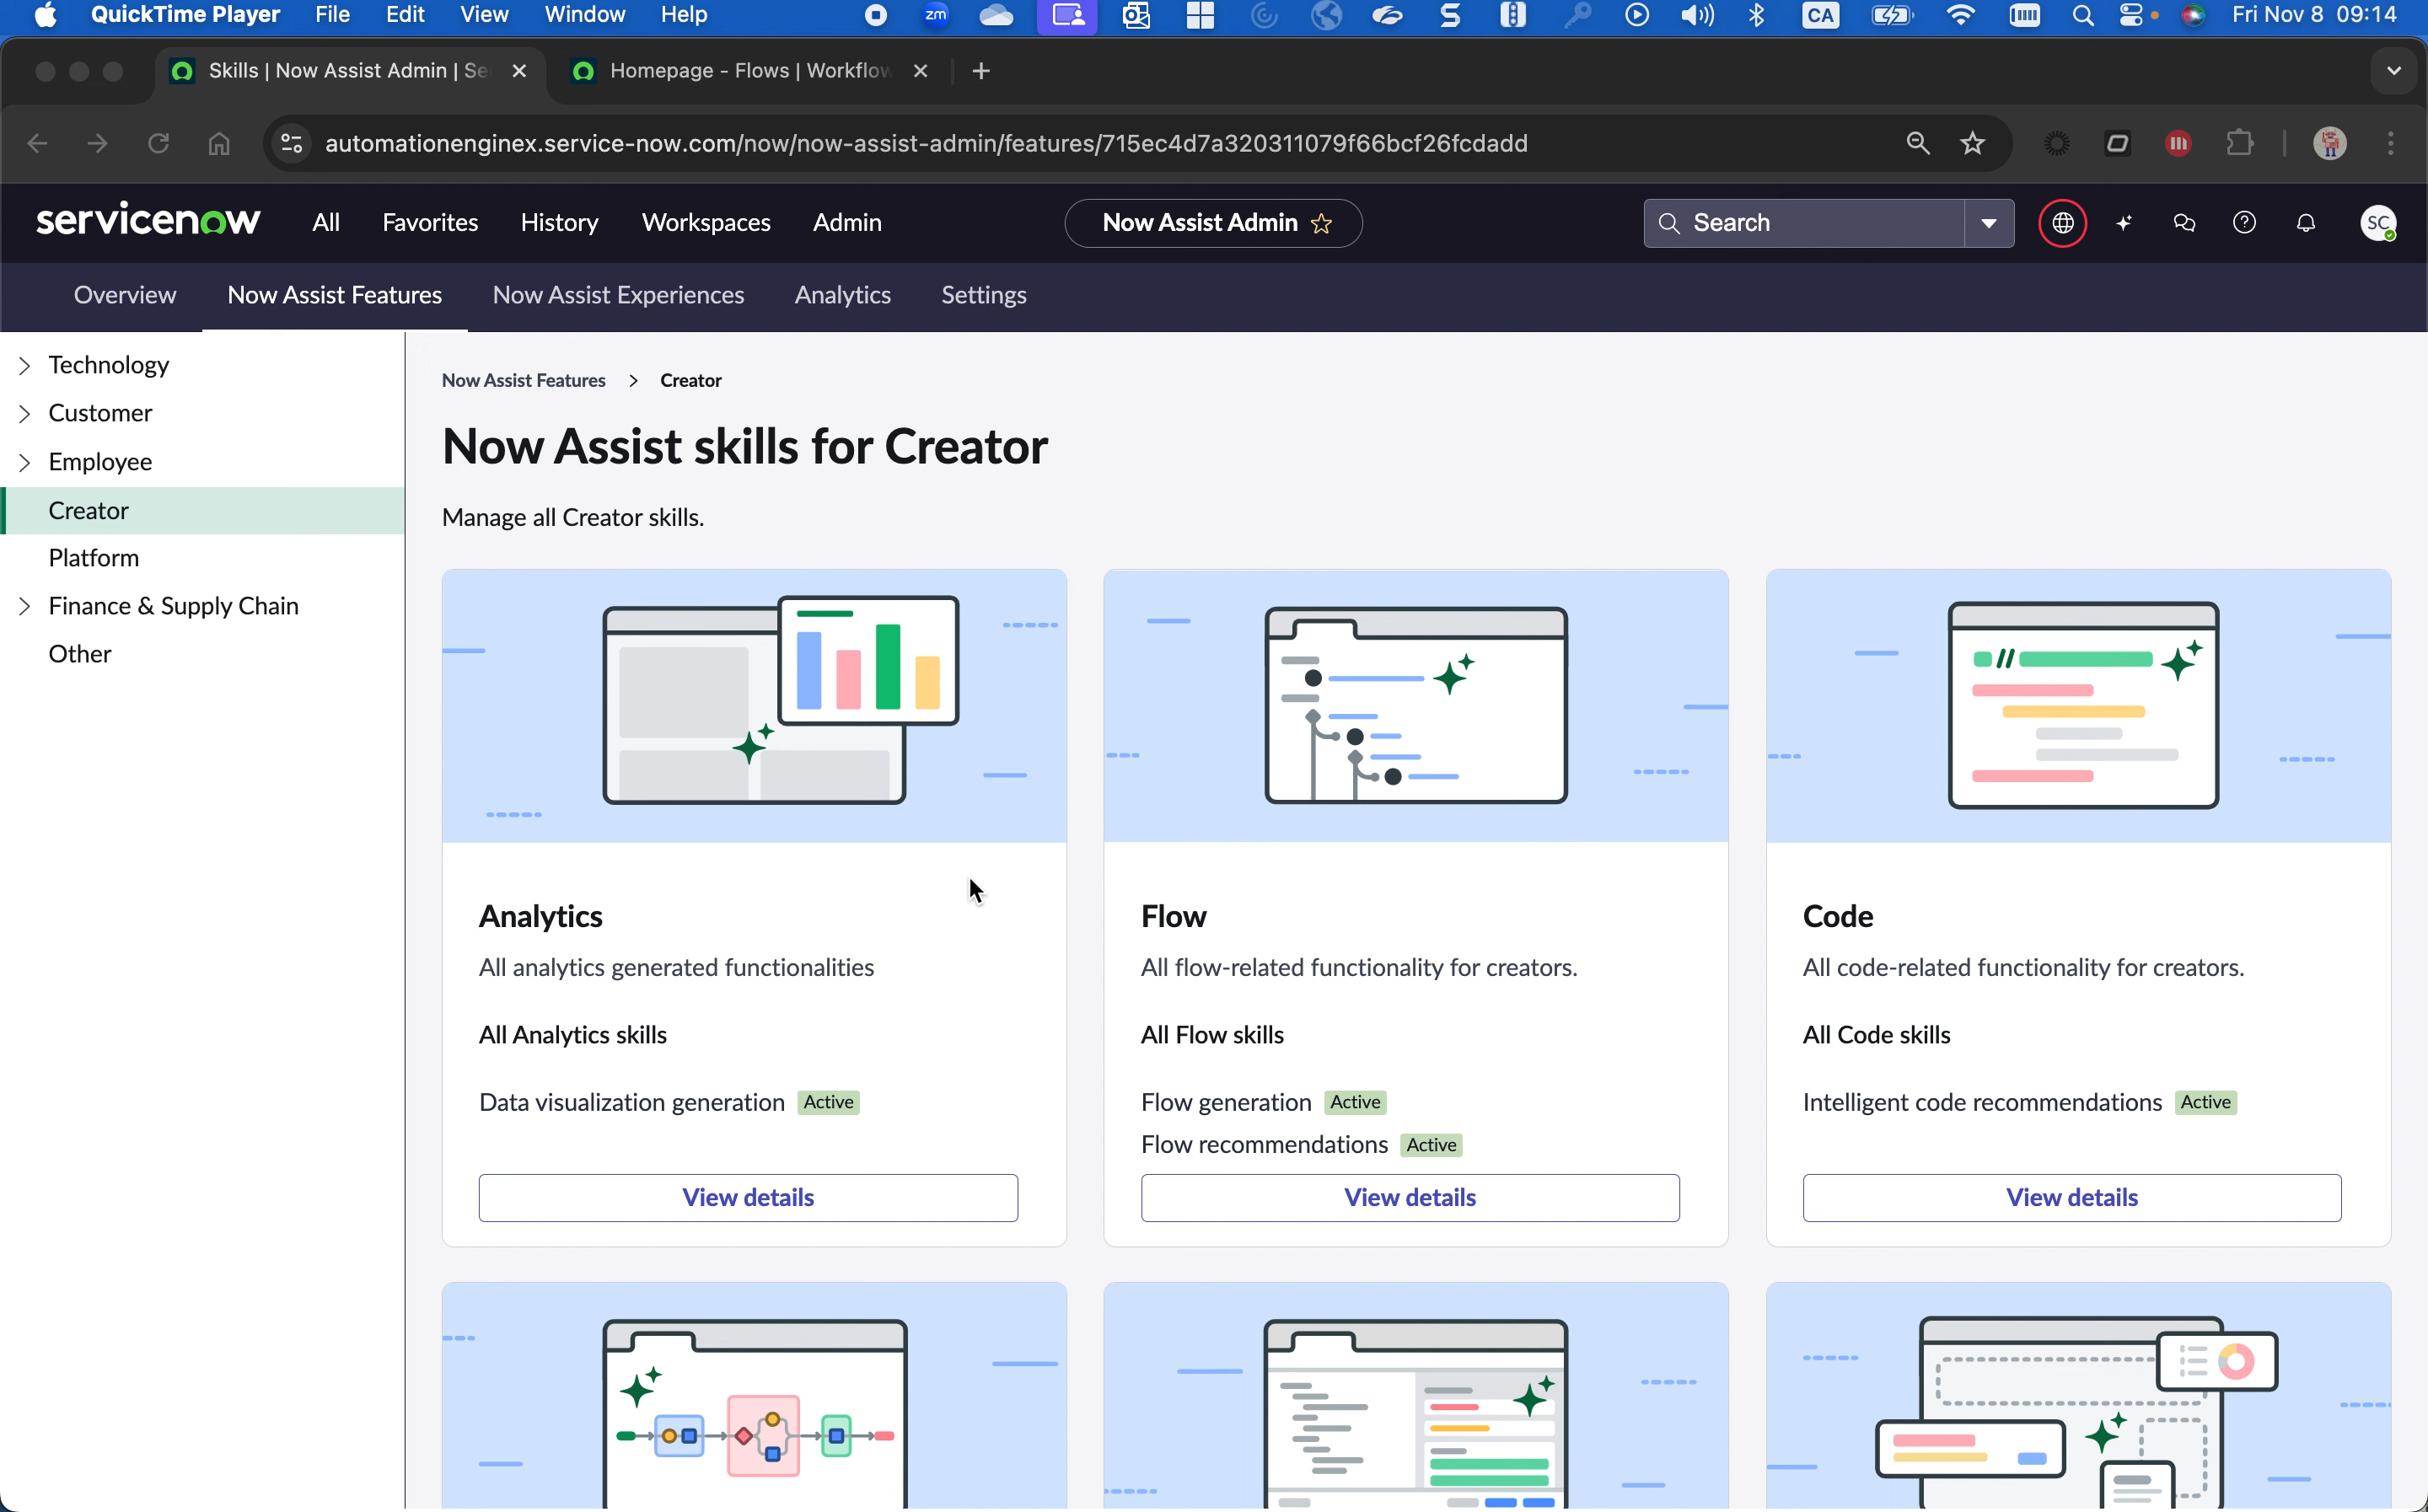 QuickTime Player File Edit View Window Help zm CA Fri Nov 8 09:14
Skills | Now Assist Admin | Se Homepage - Flows | Workflow
automationenginex.service-now.com/now/now-assist-admin/features/715ec4d7a320311079f66bcf26fcdadd
servicenow All Favorites History Workspaces Admin Now Assist Admin Search SC
Overview Now Assist Features Now Assist Experiences Analytics Settings
Technology
Customer
Employee
Creator
Platform
Finance & Supply Chain
Other
Now Assist Features > Creator
Now Assist skills for Creator
Manage all Creator skills.
Analytics
All analytics generated functionalities
All Analytics skills
Data visualization generation Active
View details
Flow
All flow-related functionality for creators.
All Flow skills
Flow generation Active
Flow recommendations Active
View details
Code
All code-related functionality for creators.
All Code skills
Intelligent code recommendations Active
View details